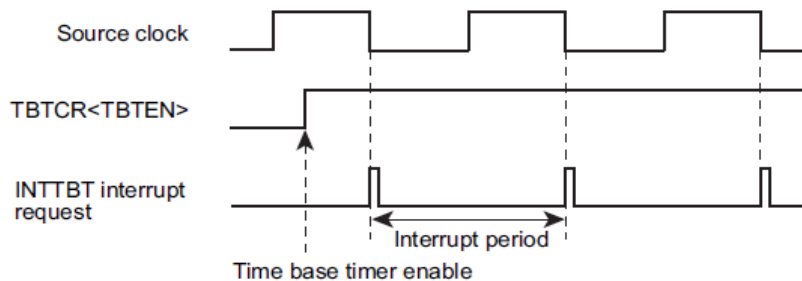 Source clock
TBTCR<TBTEN>
INTTBT interrupt
request
Interrupt period
Time base timer enable